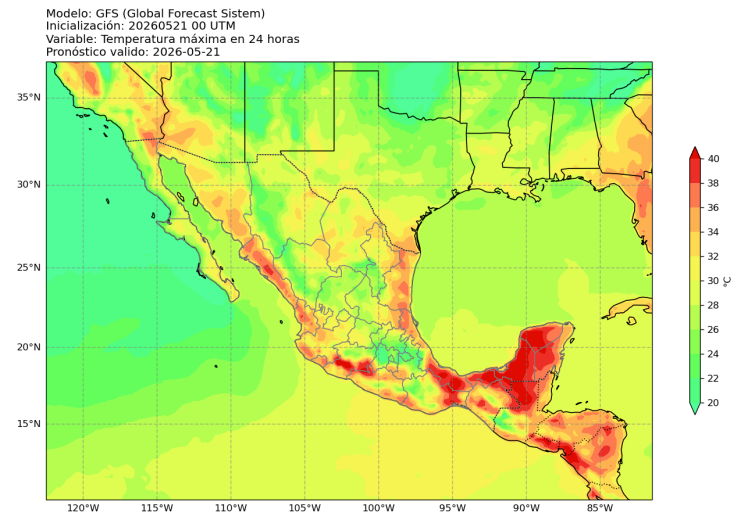 Modelo: GFS (Global Forecast Sistem)
Inicialización: 20260521 00 UTM
Variable: Temperatura máxima en 24 horas
Pronóstico valido: 2026-05-21
35°N
30°N
25°N
20°N
15°N
120°W
115°W
110°W
105°W
100°W
95°W
90°W
85°W
40
38
36
34
32
30
28
26
24
22
20
°C